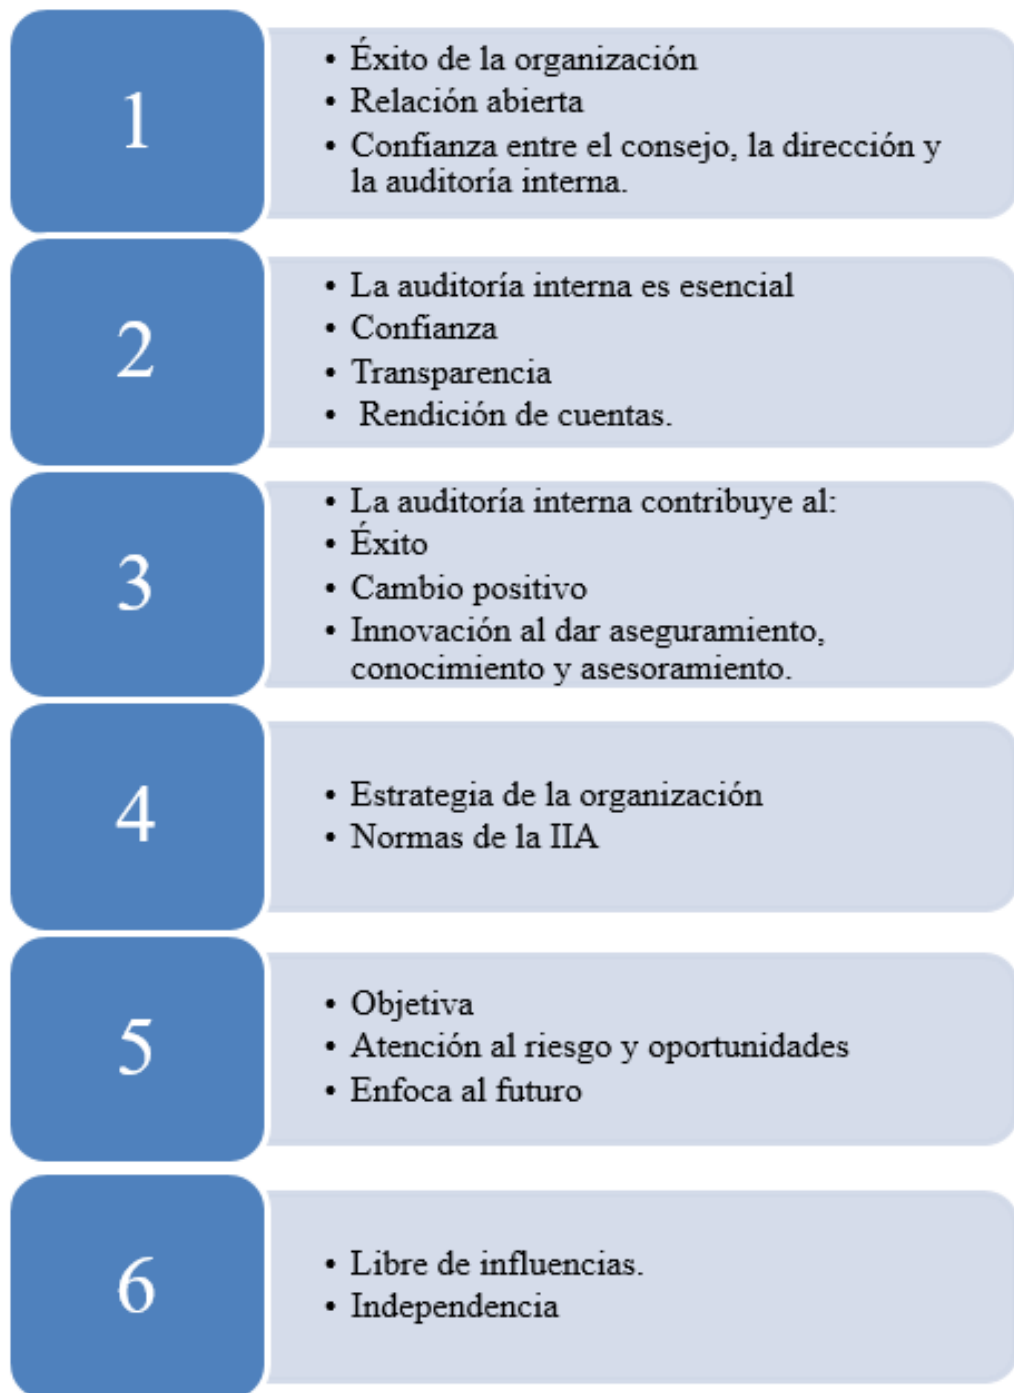 1
• Éxito de la organización
• Relación abierta
• Confianza entre el consejo, la dirección y
la auditoría interna.
2
• La auditoría interna es esencial
• Confianza
• Transparencia
• Rendición de cuentas.
3
• La auditoría interna contribuye al:
• Éxito
• Cambio positivo
• Innovación al dar aseguramiento,
conocimiento y asesoramiento.
4
• Estrategia de la organización
• Normas de la IIA
5
• Objetiva
• Atención al riesgo y oportunidades
• Enfoca al futuro
6
• Libre de influencias.
• Independencia